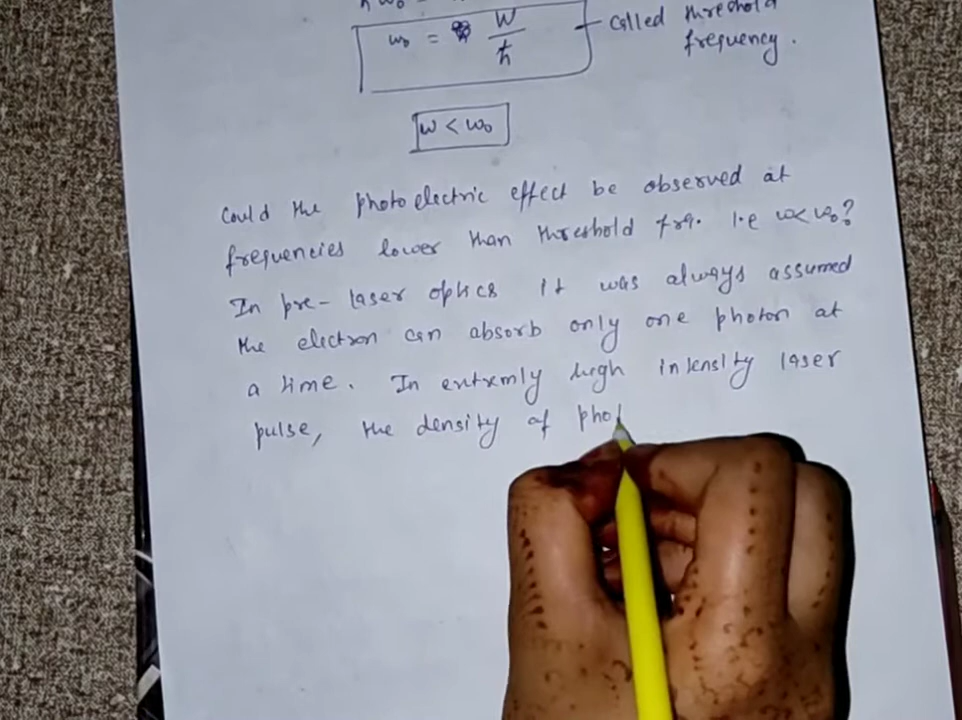 ħω₀ =
ω₀ = W/ħ called threshold
frequency.
ω < ω₀
Could the photoelectric effect be observed at
frequencies lower than threshold frq. i.e ω<ω₀?
In pre-laser optics it was always assumed
the electron can absorb only one photon at
a time. In extremly high intensity laser
pulse, the density of phot